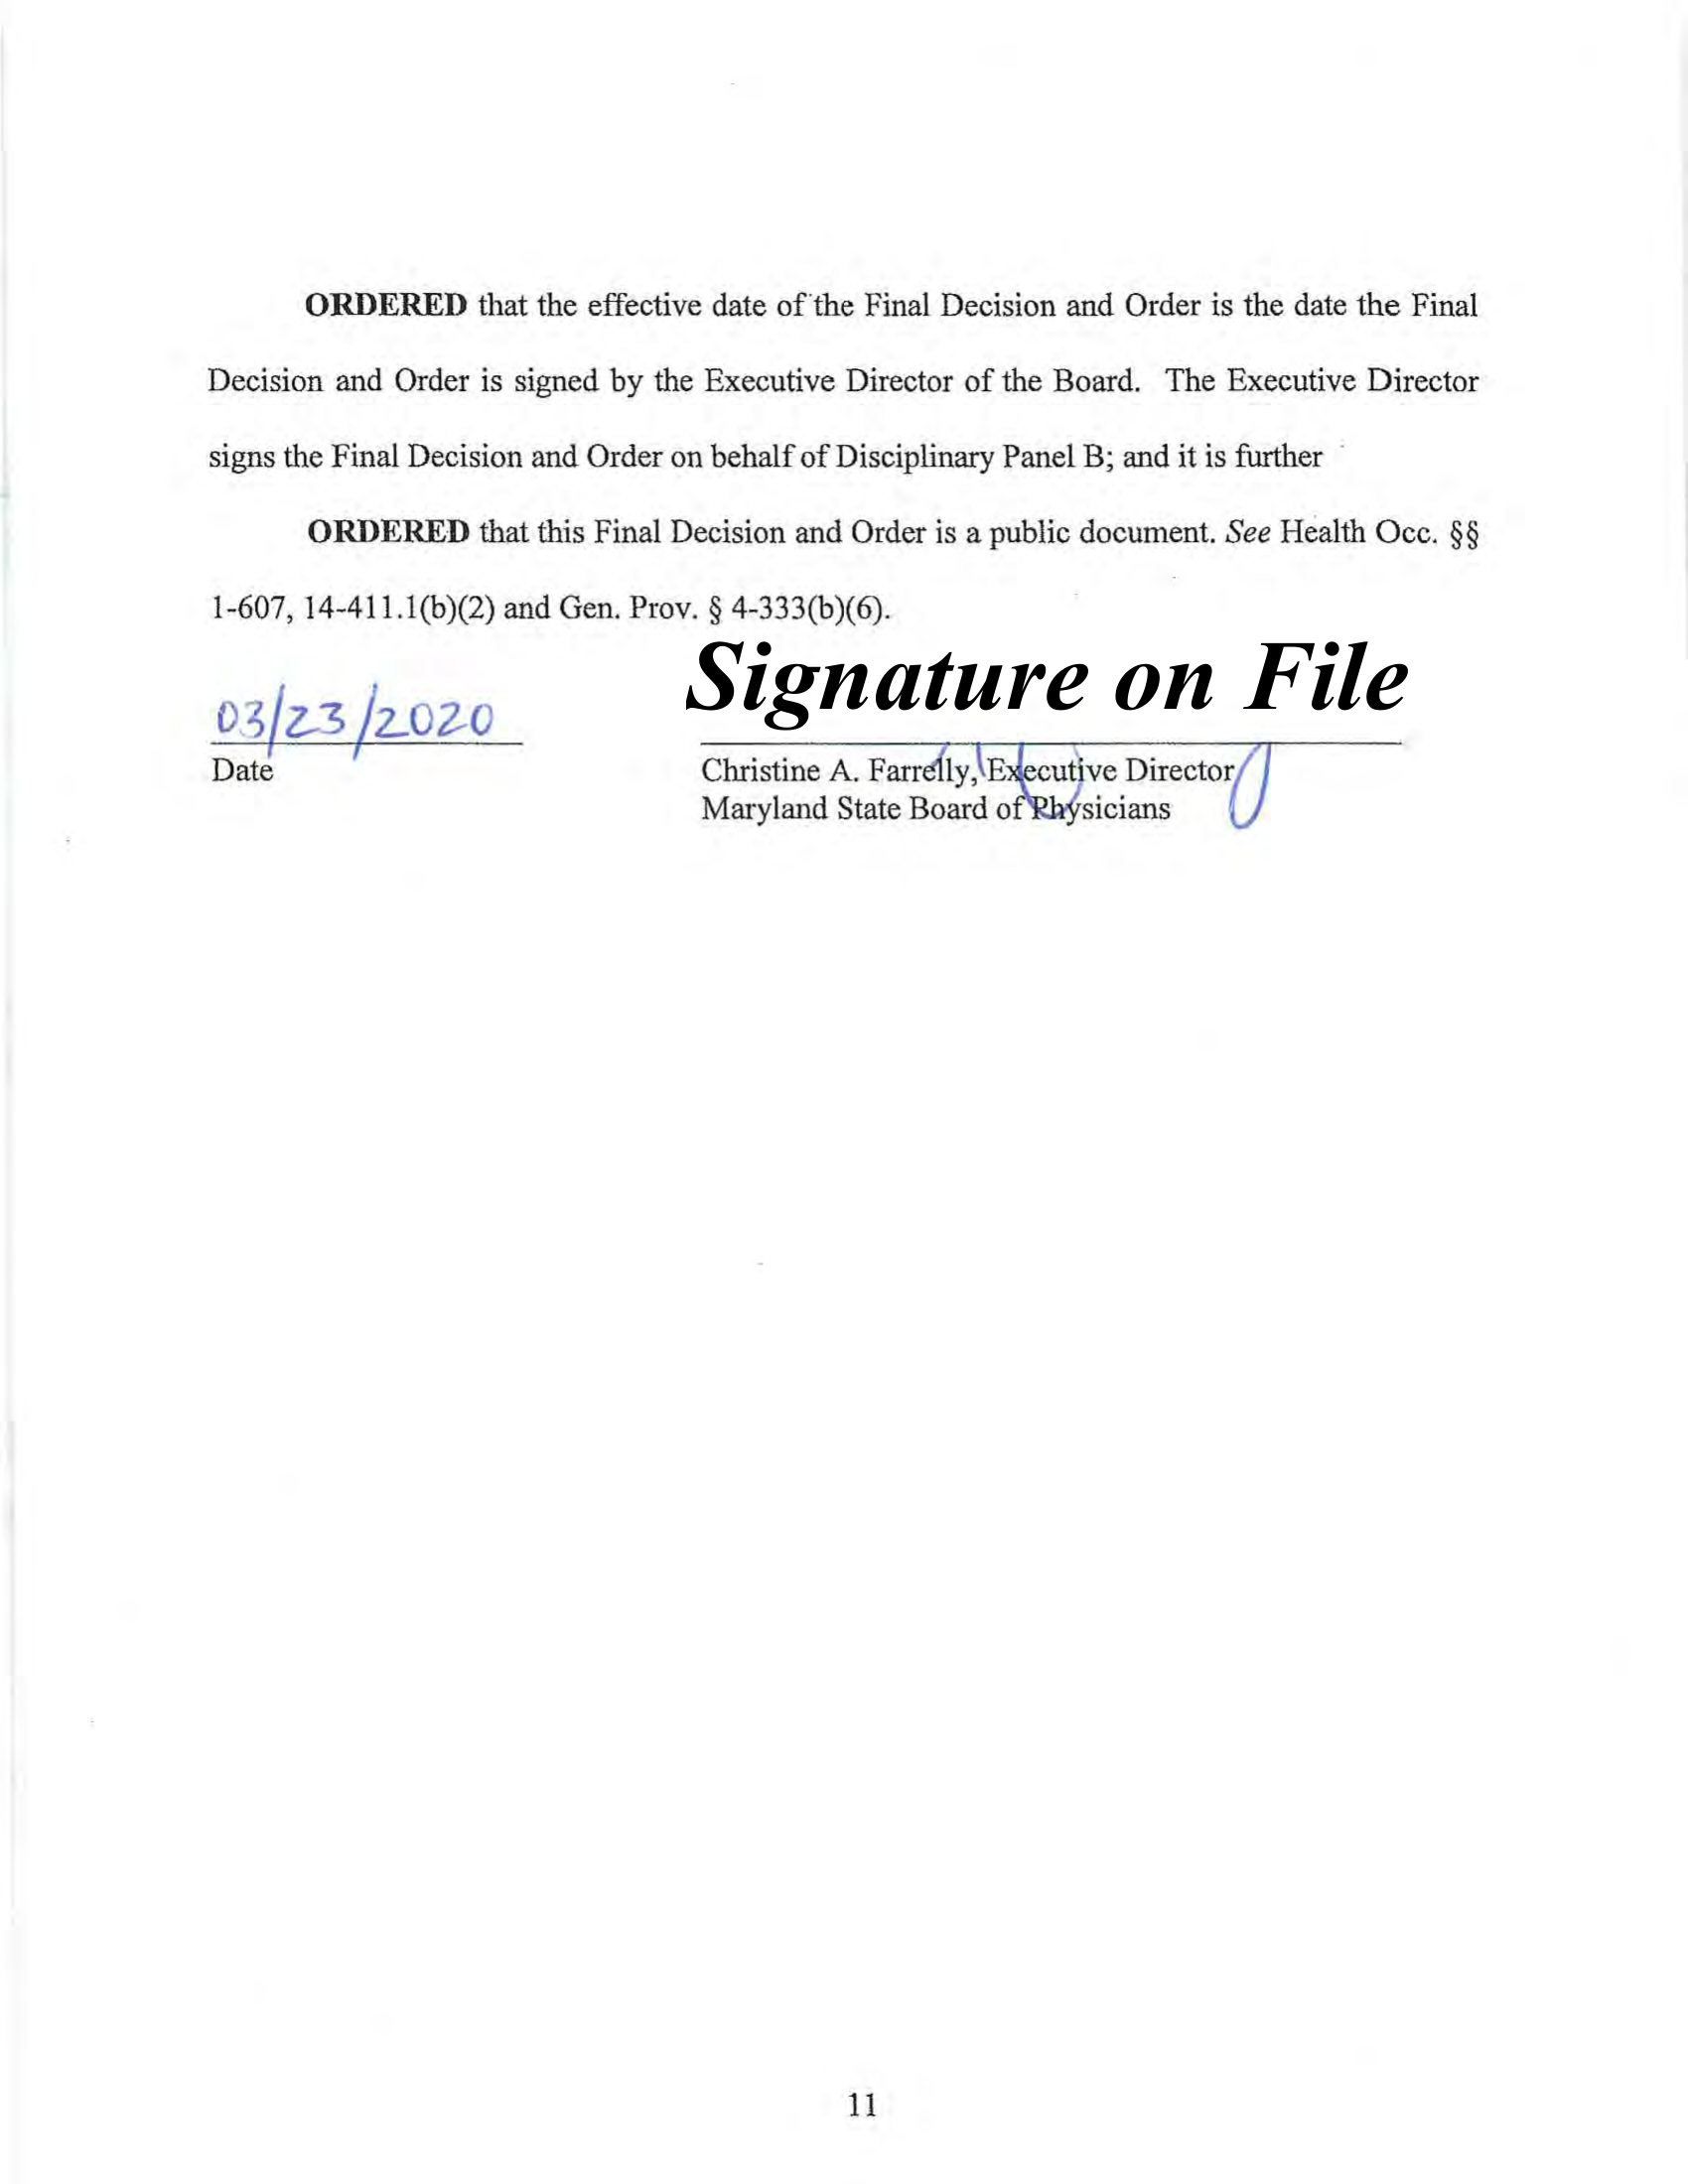 ORDERED that the effective date of the Final Decision and Order is the date the Final
Decision and Order is signed by the Executive Director of the Board. The Executive Director
signs the Final Decision and Order on behalf of Disciplinary Panel B; and it is further
ORDERED that this Final Decision and Order is a public document. See Health Occ. §§
1-607, 14-411.1(b)(2) and Gen. Prov. § 4-333(b)(6).
Signature on File
03/23/2020
Date
Christine A. Farrelly, Executive Director
Maryland State Board of Physicians
11